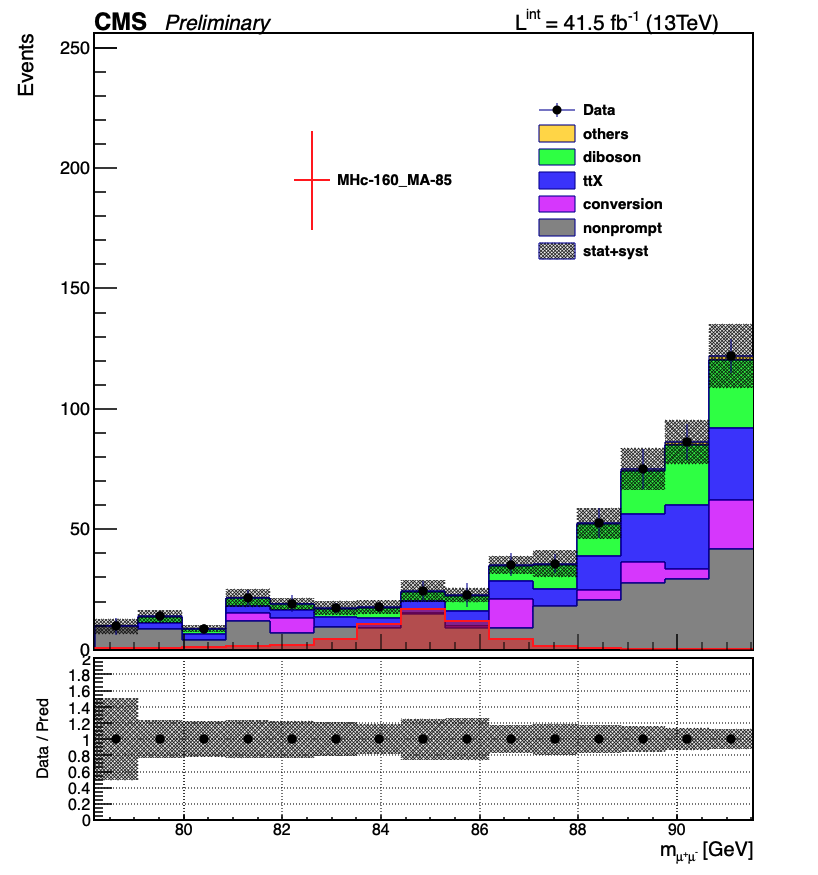 CMS Preliminary L^int = 41.5 fb^-1 (13TeV)
Events
250
200
150
100
50
0
MHc-160_MA-85
Data
others
diboson
ttX
conversion
nonprompt
stat+syst
Data / Pred
2
1.8
1.6
1.4
1.2
1
0.8
0.6
0.4
0.2
0
80 82 84 86 88 90
m_μ⁺μ⁻ [GeV]